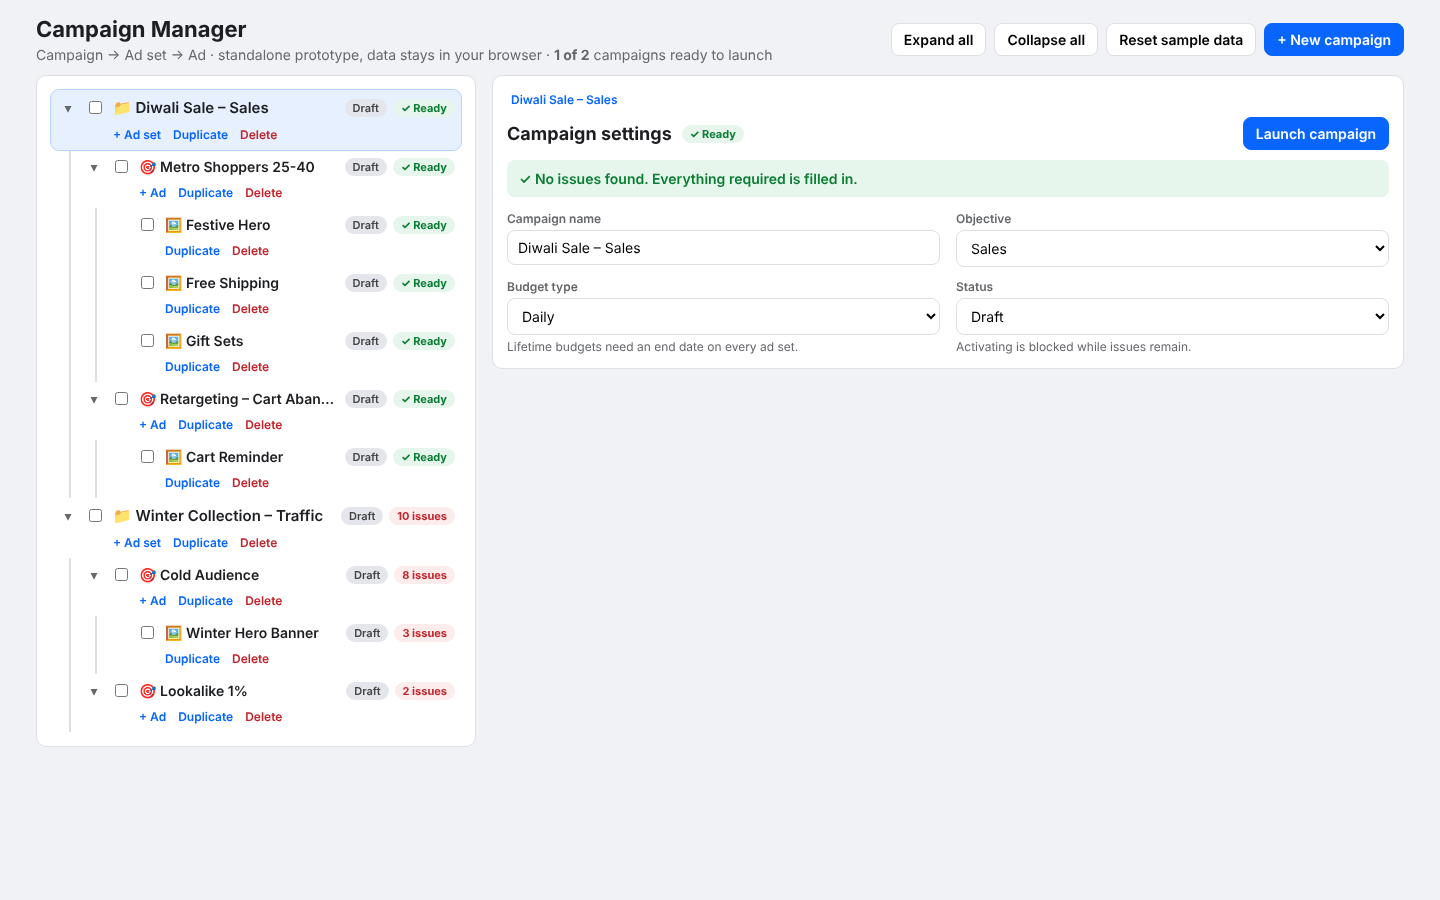 Campaign Manager
Campaign → Ad set → Ad · standalone prototype, data stays in your browser · 1 of 2 campaigns ready to launch
Expand all
Collapse all
Reset sample data
+ New campaign
Diwali Sale – Sales
Draft
✓ Ready
+ Ad set Duplicate Delete
Metro Shoppers 25-40
Draft
✓ Ready
+ Ad Duplicate Delete
Festive Hero
Draft
✓ Ready
Duplicate Delete
Free Shipping
Draft
✓ Ready
Duplicate Delete
Gift Sets
Draft
✓ Ready
Duplicate Delete
Retargeting – Cart Aban...
Draft
✓ Ready
+ Ad Duplicate Delete
Cart Reminder
Draft
✓ Ready
Duplicate Delete
Winter Collection – Traffic
Draft
10 issues
+ Ad set Duplicate Delete
Cold Audience
Draft
8 issues
+ Ad Duplicate Delete
Winter Hero Banner
Draft
3 issues
Duplicate Delete
Lookalike 1%
Draft
2 issues
+ Ad Duplicate Delete
Diwali Sale – Sales
Campaign settings
✓ Ready
Launch campaign
✓ No issues found. Everything required is filled in.
Campaign name
Diwali Sale – Sales
Objective
Sales
Budget type
Daily
Lifetime budgets need an end date on every ad set.
Status
Draft
Activating is blocked while issues remain.